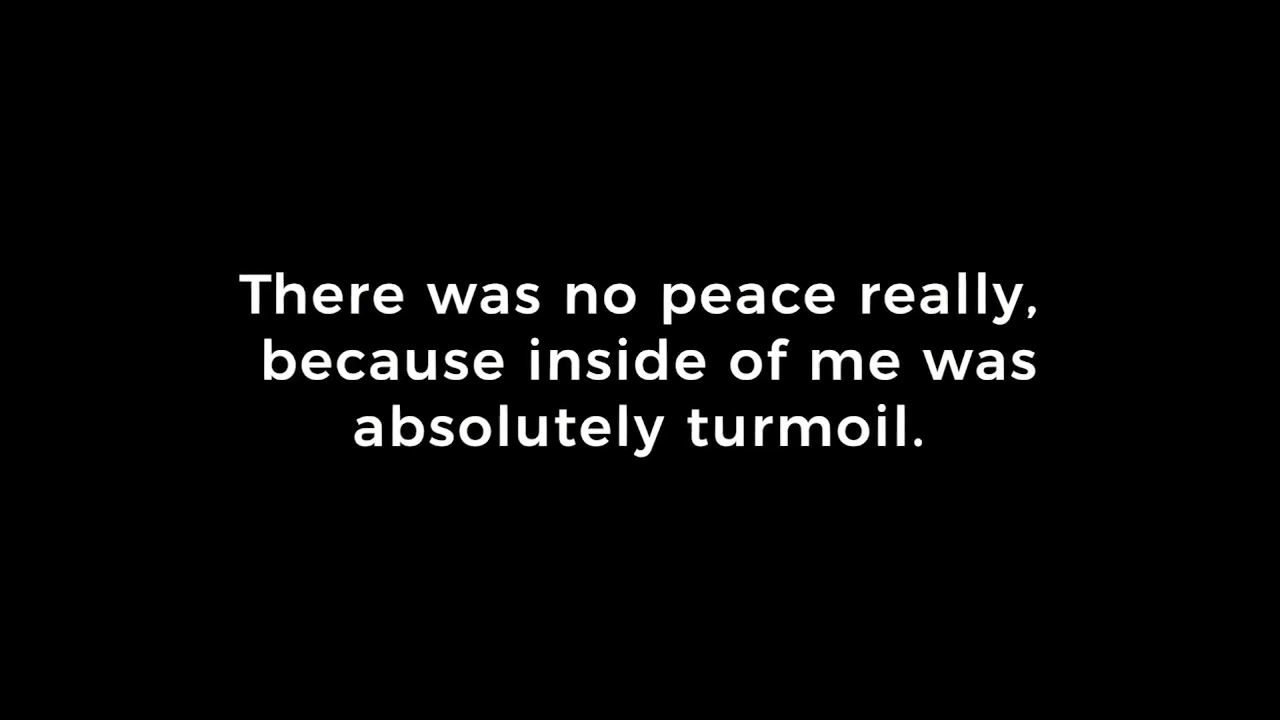 There was no peace really,
because inside of me was
absolutely turmoil.